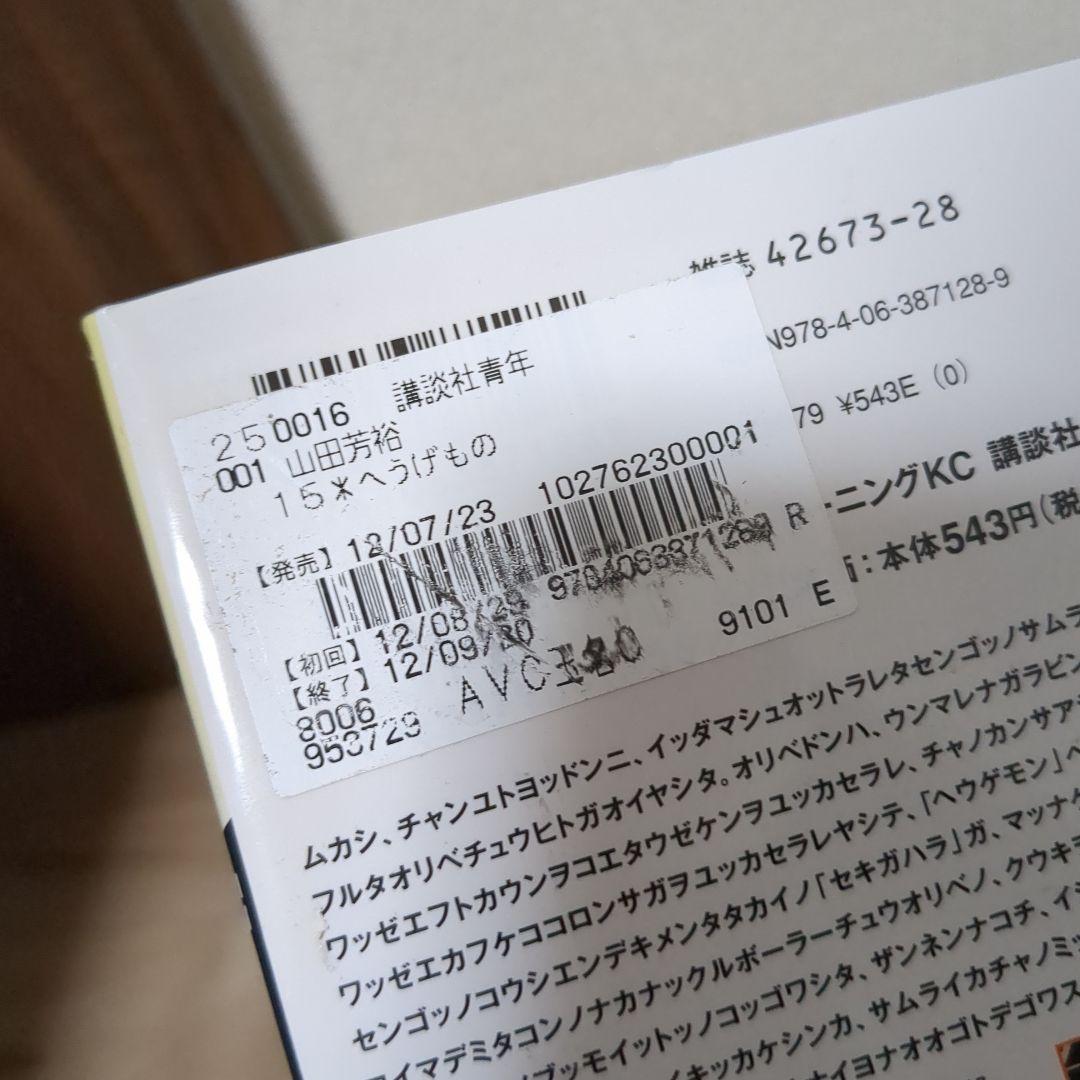 雑誌 42673-28
N978-4-06-387128-9
79 ¥543E (0)
ーニングKC 講談社
：本体543円（税
250016 講談社青年
001 山田芳裕
15*へうげもの
【発売】12/07/23 102762300001
R
【初回】12/08/29
【終了】12/09/20 9101 E
8006 AVC玉名0
953729
ムカシ、チャンユトヨッドンニ、イッダマシュオットラレタセンゴッノサムラ
フルタオリベチュウヒトガオイヤシタ。オリベドンハ、ウンマレナガラビン
ワッゼエフトカウンヲコエタウゼケンヲユッカセラレ、チャノカンサア
ワッゼエカフケココロンサガヲユッカセラレヤシテ、「ヘウゲモン」ヘ
センゴッノコウシエンデキメンタタカイノ「セキガハラ」ガ、マッナケ
イマデミタコンノナカナックルボーラーチュウオリベノ、クウキ
ブッモイットッノコッゴワシタ、ザンネンナコチ、イ
イキッカケシンカ、サムライカチャノミッ
ナイヨナオオゴトデゴワス